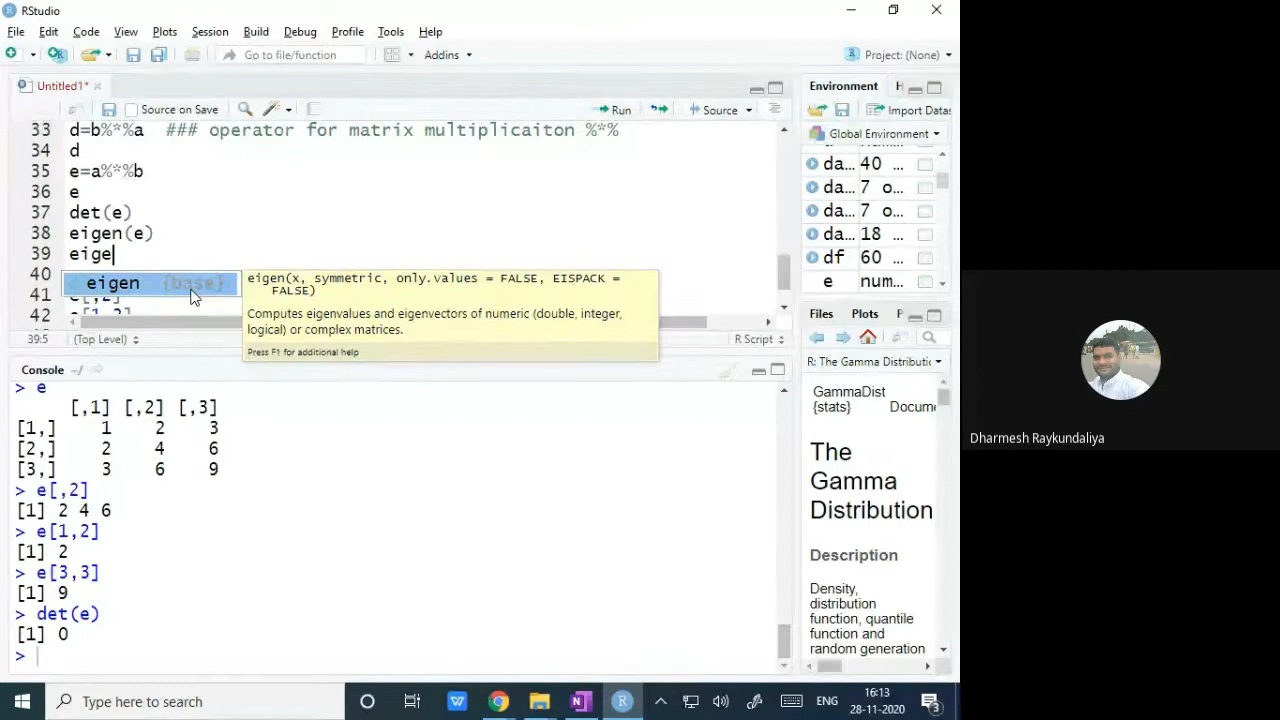 RStudio
File Edit Code View Plots Session Build Debug Profile Tools Help
Go to file/function Addins Project: (None)
Untitled1*
Source on Save Run Source
33 d=b%*%a ### operator for matrix multiplicaiton %*%
34 d
35 e=a%*%b
36 e
37 det(e)
38 eigen(e)
39 eige
40
41
42
eigen {base}
eigen(x, symmetric, only.values = FALSE, EISPACK =
FALSE)
Computes eigenvalues and eigenvectors of numeric (double, integer,
logical) or complex matrices.
Press F1 for additional help
39:5 (Top Level) R Script
Console ~/
> e
[,1] [,2] [,3]
[1,] 1 2 3
[2,] 2 4 6
[3,] 3 6 9
> e[,2]
[1] 2 4 6
> e[1,2]
[1] 2
> e[3,3]
[1] 9
> det(e)
[1] 0
>
Environment H
Import Datas
Global Environment
da... 40 ...
da... 7 o...
da... 7 o...
da... 18 ...
df 60 ...
e num...
Files Plots P
R: The Gamma Distributic
GammaDist
{stats} Docume
The
Gamma
Distribution
Description
Density,
distribution
function, quantile
function and
random generation
Dharmesh Raykundaliya
Type here to search
ENG
16:13
28-11-2020
3